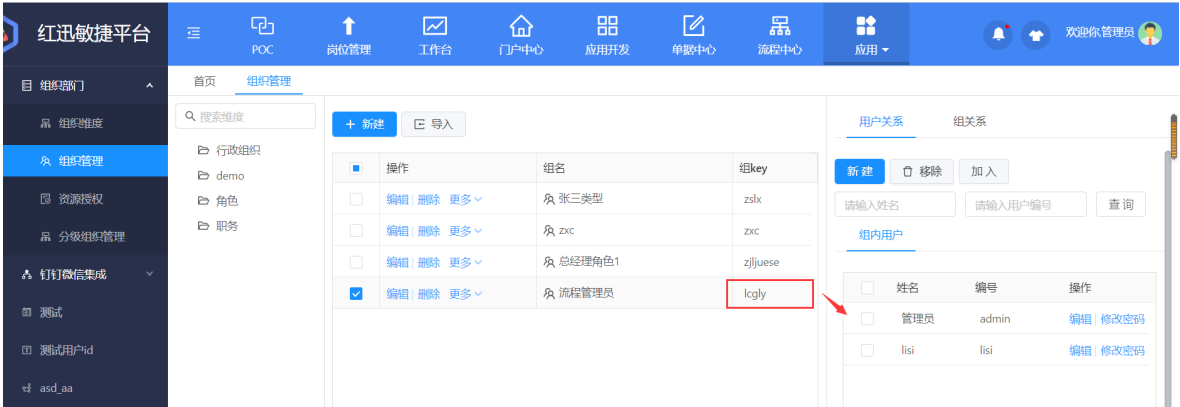 红迅敏捷平台
POC
岗位管理
工作台
门户中心
应用开发
单据中心
流程中心
应用
欢迎你,管理员
组织部门
组织维度
组织管理
资源授权
分级组织管理
钉钉微信集成
测试
测试用户id
asd_aa
首页 组织管理
搜索维度
行政组织
demo
角色
职务
+ 新建 导入
操作 组名 组key
编辑 | 删除 更多 张三类型 zslx
编辑 | 删除 更多 zxc zxc
编辑 | 删除 更多 总经理角色1 zjljuese
编辑 | 删除 更多 流程管理员 lcgly
用户关系 组关系
新建 移除 加入
请输入姓名 请输入用户编号 查询
组内用户
姓名 编号 操作
管理员 admin 编辑 | 修改密码
lisi lisi 编辑 | 修改密码